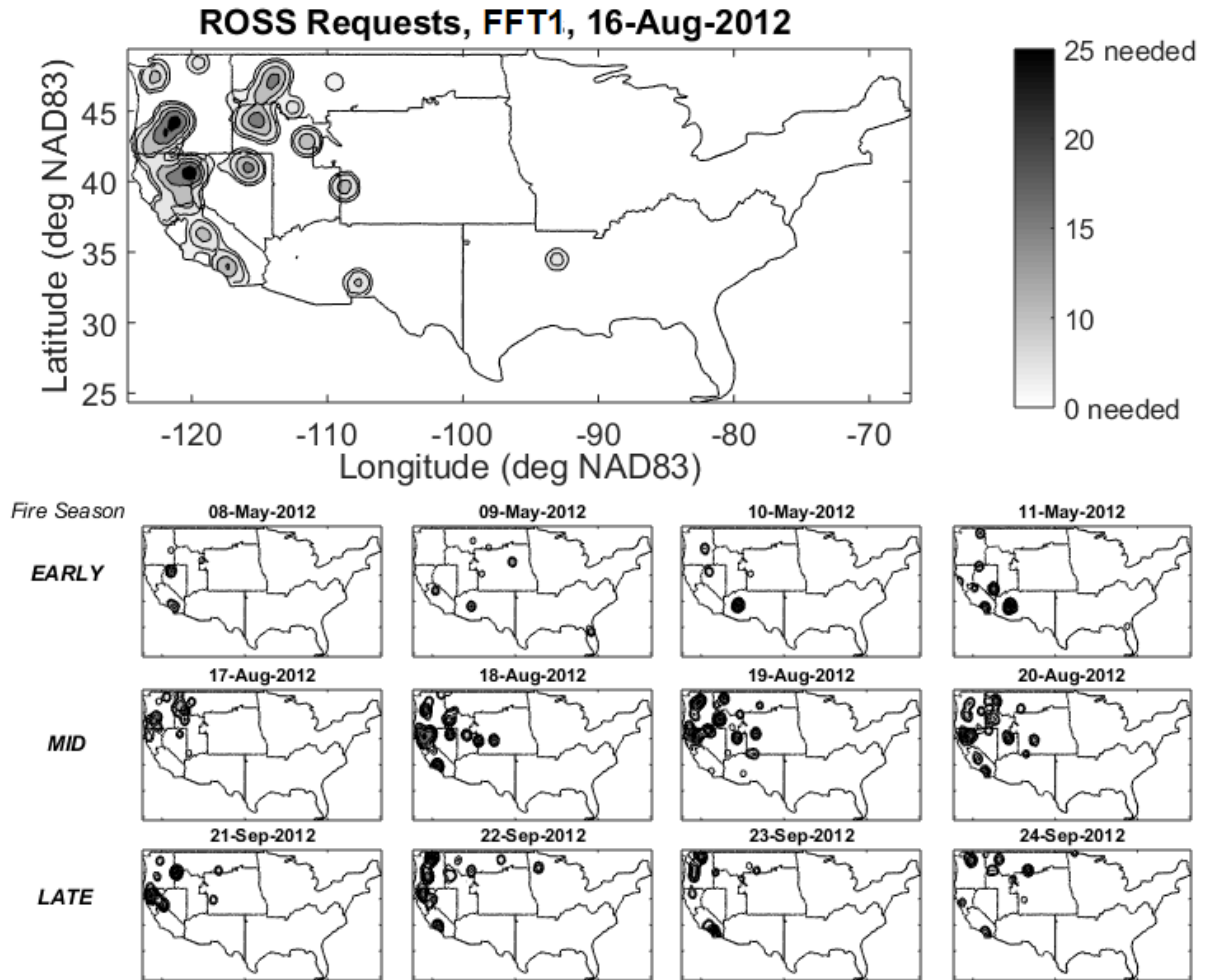 ROSS Requests, FFT1, 16-Aug-2012
25 needed
20
15
10
0 needed
Latitude (deg NAD83)
45
40
35
30
25
-120 -110 -100 -90 -80 -70
Longitude (deg NAD83)
Fire Season 08-May-2012 09-May-2012 10-May-2012 11-May-2012
EARLY
17-Aug-2012 18-Aug-2012 19-Aug-2012 20-Aug-2012
MID
21-Sep-2012 22-Sep-2012 23-Sep-2012 24-Sep-2012
LATE